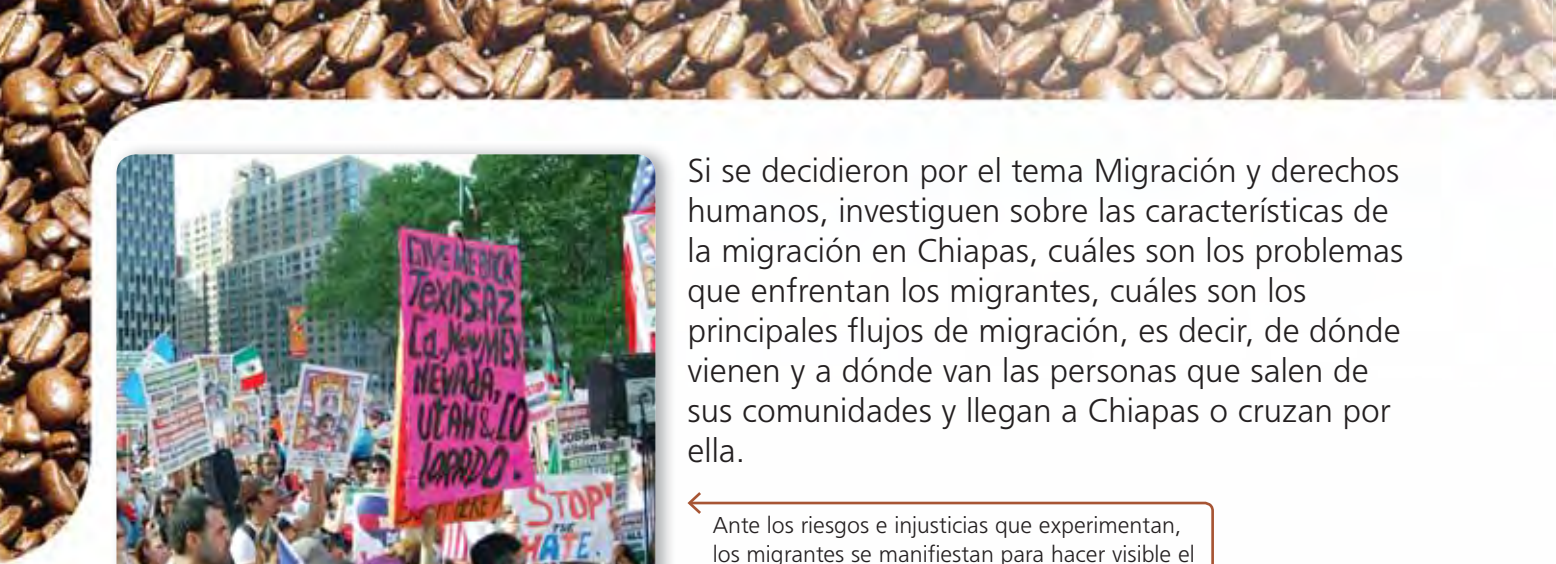 Si se decidieron por el tema Migración y derechos
humanos, investiguen sobre las características de
la migración en Chiapas, cuáles son los problemas
que enfrentan los migrantes, cuáles son los
principales flujos de migración, es decir, de dónde
vienen y a dónde van las personas que salen de
sus comunidades y llegan a Chiapas o cruzan por
ella.
Ante los riesgos e injusticias que experimentan,
los migrantes se manifiestan para hacer visible el
GIVE ME BACK
TEXAS, AZ
Ca, New MEX
NEVADA,
UTAH & CO
LORADO.
STOP
THE
HATE.
JOBS